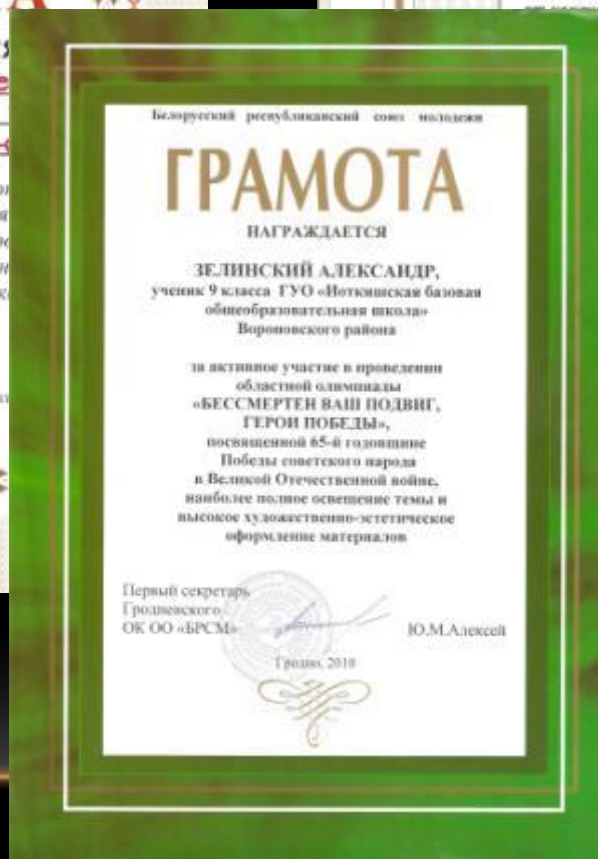 Белорусский республиканский союз молодежи
ГРАМОТА
НАГРАЖДАЕТСЯ
ЗЕЛИНСКИЙ АЛЕКСАНДР,
ученик 9 класса ГУО «Иоткишская базовая
общеобразовательная школа»
Вороновского района
за активное участие в проведении
областной олимпиады
«БЕССМЕРТЕН ВАШ ПОДВИГ,
ГЕРОИ ПОБЕДЫ»,
посвященной 65-й годовщине
Победы советского народа
в Великой Отечественной войне,
наиболее полное освещение темы и
высокое художественно-эстетическое
оформление материалов
Первый секретарь
Гродненского
ОК ОО «БРСМ»
Ю.М.Алексей
Гродно, 2010